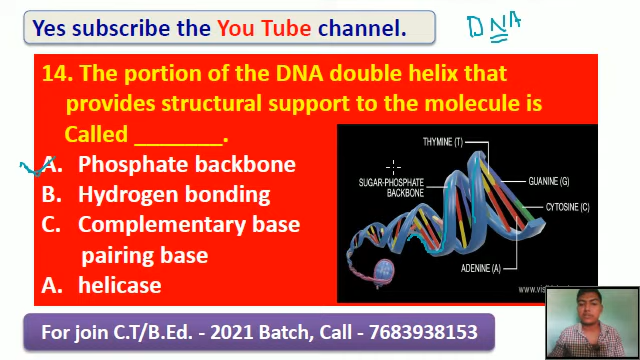 Yes subscribe the You Tube channel.
DNA
14. The portion of the DNA double helix that
provides structural support to the molecule is
Called _______.
A. Phosphate backbone
B. Hydrogen bonding
C. Complementary base
pairing base
A. helicase
THYMINE (T)
SUGAR-PHOSPHATE
BACKBONE
GUANINE (G)
CYTOSINE (C)
ADENINE (A)
For join C.T/B.Ed. - 2021 Batch, Call - 7683938153